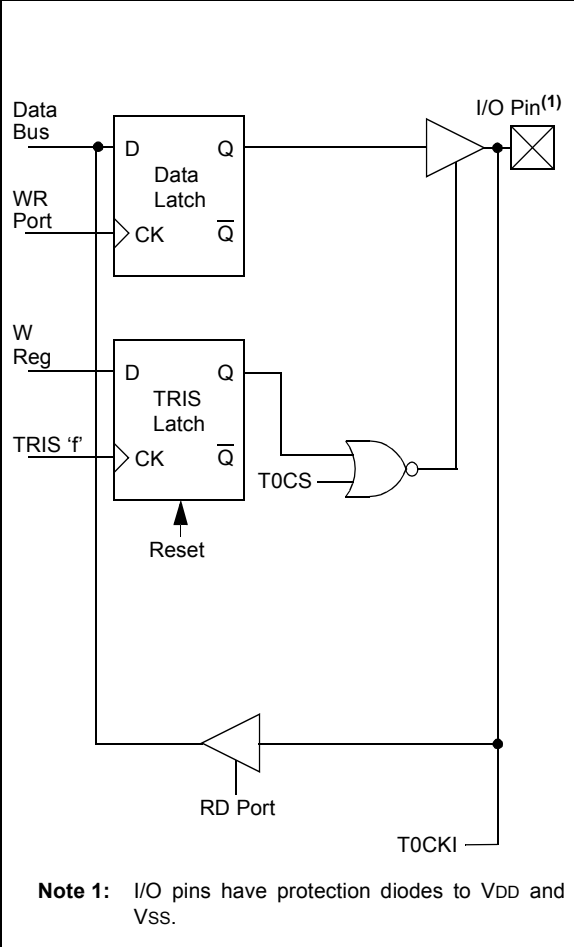 Data
Bus
I/O Pin(1)
D
Q
Data
Latch
WR
Port
CK
Q
W
Reg
D
Q
TRIS
Latch
TRIS 'f'
CK
Q
T0CS
Reset
RD Port
T0CKI
Note 1: I/O pins have protection diodes to VDD and
VSS.